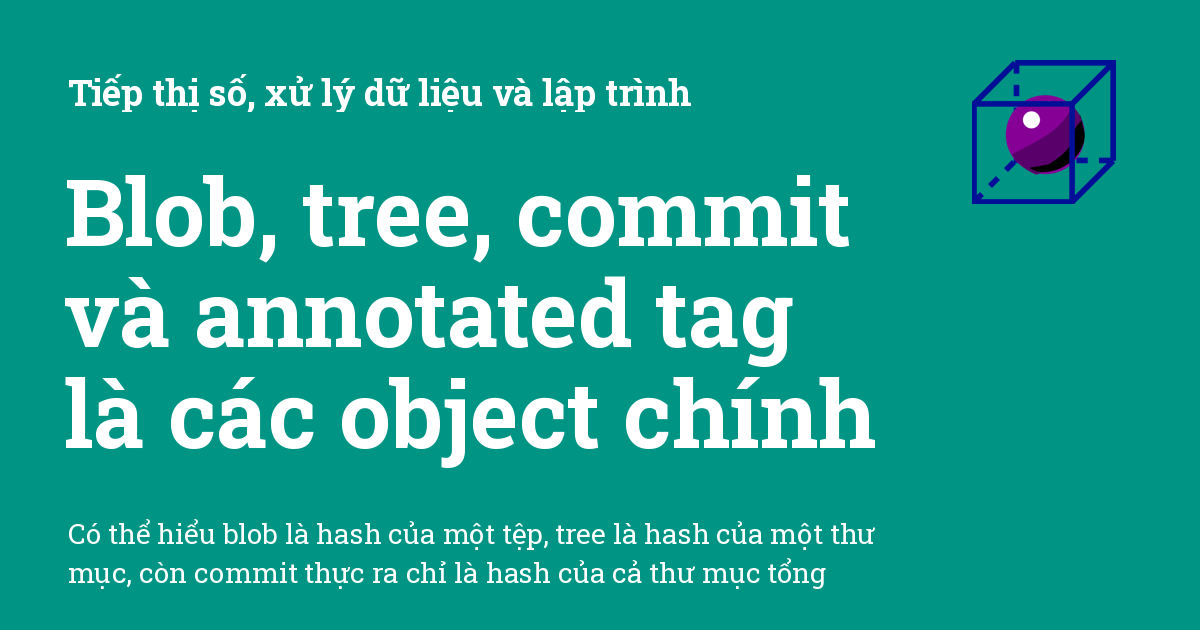 Tiếp thị số, xử lý dữ liệu và lập trình
Blob, tree, commit
và annotated tag
là các object chính
Có thể hiểu blob là hash của một tệp, tree là hash của một thư
mục, còn commit thực ra chỉ là hash của cả thư mục tổng